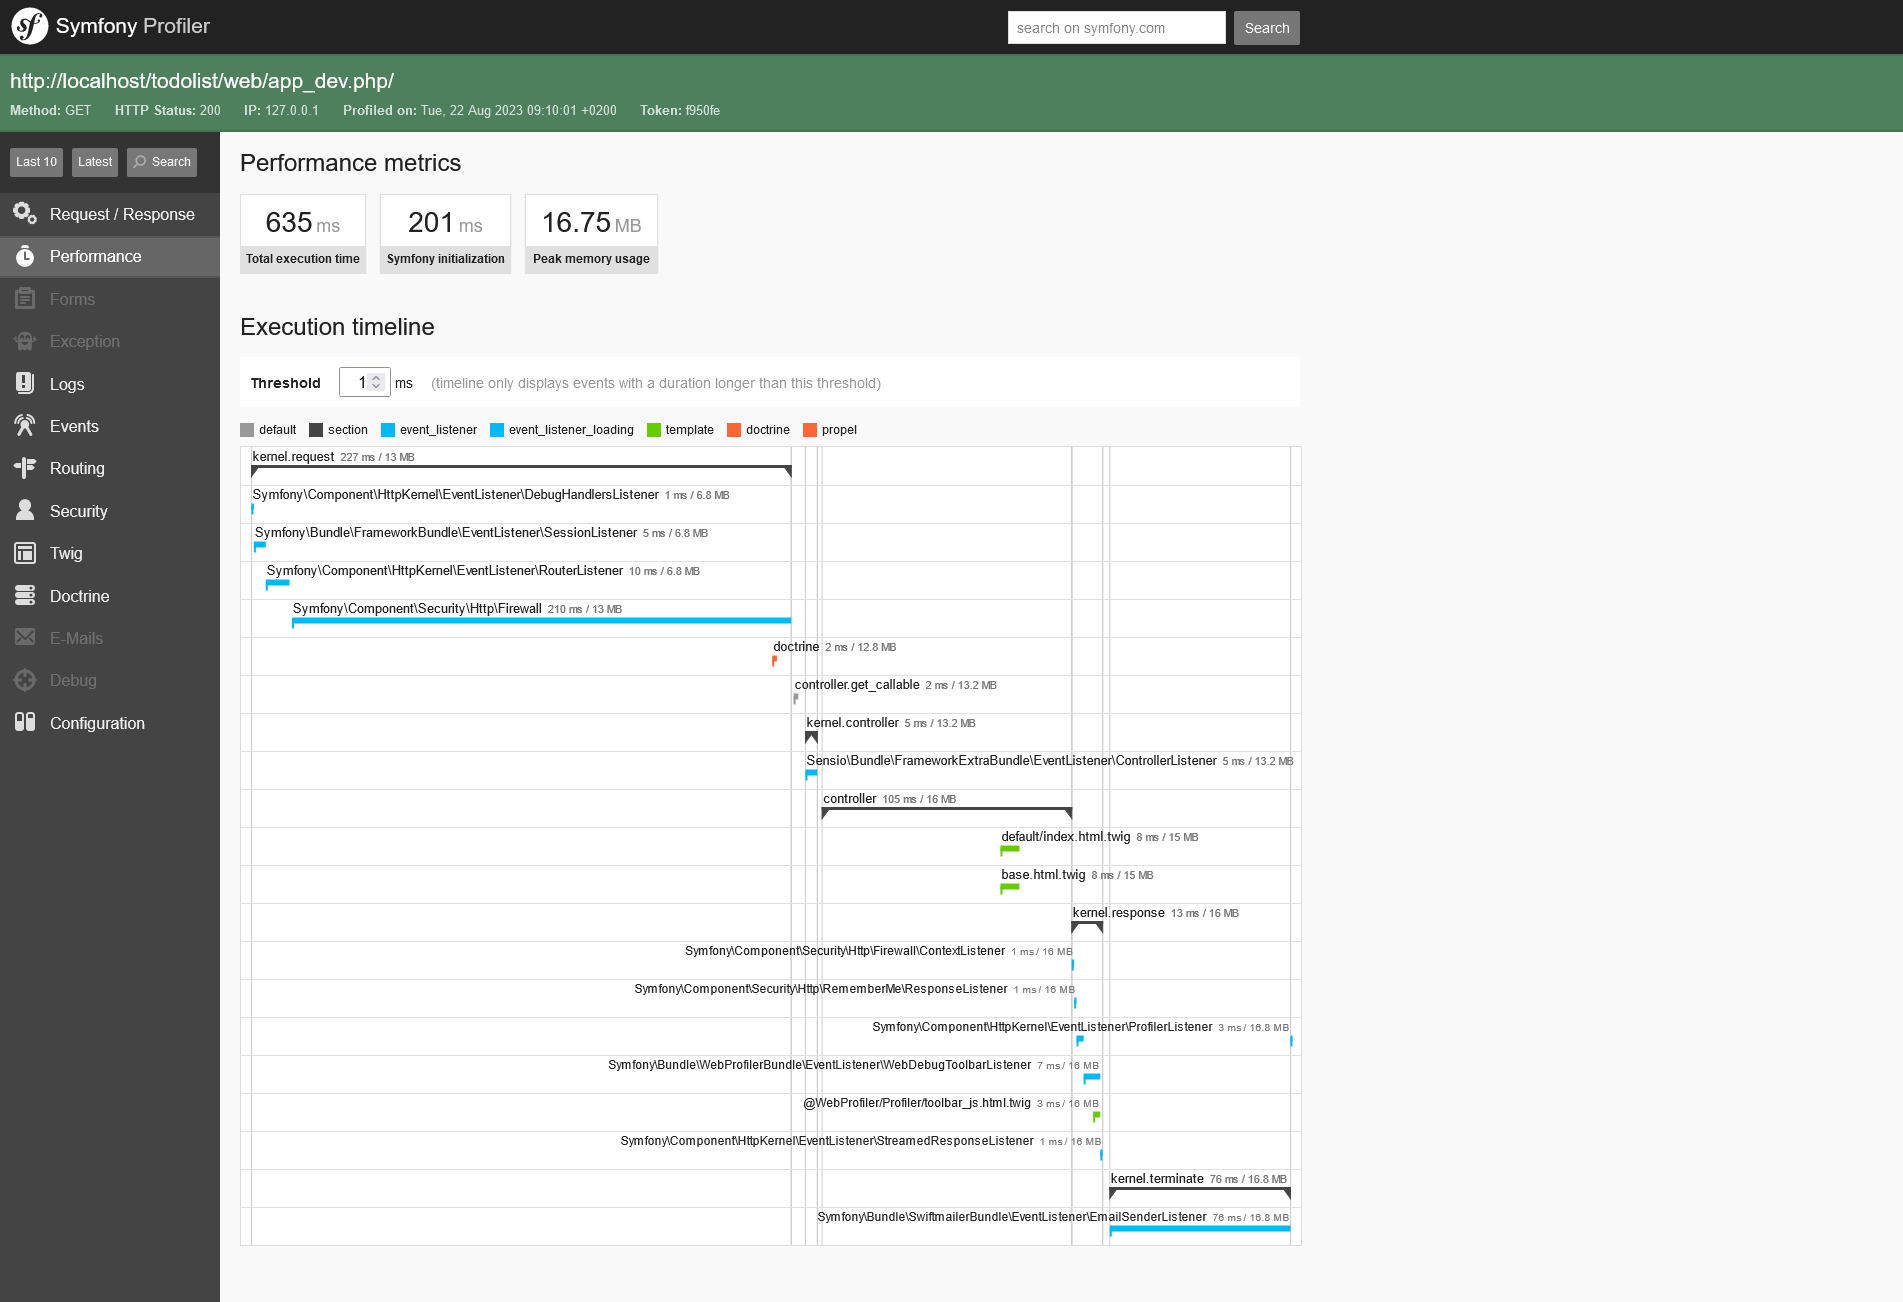 sf Symfony Profiler
search on symfony.com Search
http://localhost/todolist/web/app_dev.php/
Method: GET HTTP Status: 200 IP: 127.0.0.1 Profiled on: Tue, 22 Aug 2023 09:10:01 +0200 Token: f950fe
Last 10 Latest Search
Request / Response
Performance
Forms
Exception
Logs
Events
Routing
Security
Twig
Doctrine
E-Mails
Debug
Configuration
Performance metrics
635 ms 201 ms 16.75 MB
Total execution time Symfony initialization Peak memory usage
Execution timeline
Threshold 1 ms (timeline only displays events with a duration longer than this threshold)
default section event_listener event_listener_loading template doctrine propel
kernel.request 227 ms / 13 MB
Symfony\Component\HttpKernel\EventListener\DebugHandlersListener 1 ms / 6.8 MB
Symfony\Bundle\FrameworkBundle\EventListener\SessionListener 5 ms / 6.8 MB
Symfony\Component\HttpKernel\EventListener\RouterListener 10 ms / 6.8 MB
Symfony\Component\Security\Http\Firewall 210 ms / 13 MB
doctrine 2 ms / 12.8 MB
controller.get_callable 2 ms / 13.2 MB
kernel.controller 5 ms / 13.2 MB
Sensio\Bundle\FrameworkExtraBundle\EventListener\ControllerListener 5 ms / 13.2 MB
controller 105 ms / 16 MB
default/index.html.twig 8 ms / 15 MB
base.html.twig 8 ms / 15 MB
kernel.response 13 ms / 16 MB
Symfony\Component\Security\Http\Firewall\ContextListener 1 ms / 16 MB
Symfony\Component\Security\Http\RememberMe\ResponseListener 1 ms / 16 MB
Symfony\Component\HttpKernel\EventListener\ProfilerListener 3 ms / 16.8 MB
Symfony\Bundle\WebProfilerBundle\EventListener\WebDebugToolbarListener 7 ms / 16 MB
@WebProfiler/Profiler/toolbar_js.html.twig 3 ms / 16 MB
Symfony\Component\HttpKernel\EventListener\StreamedResponseListener 1 ms / 16 MB
kernel.terminate 76 ms / 16.8 MB
Symfony\Bundle\SwiftmailerBundle\EventListener\EmailSenderListener 76 ms / 16.8 MB